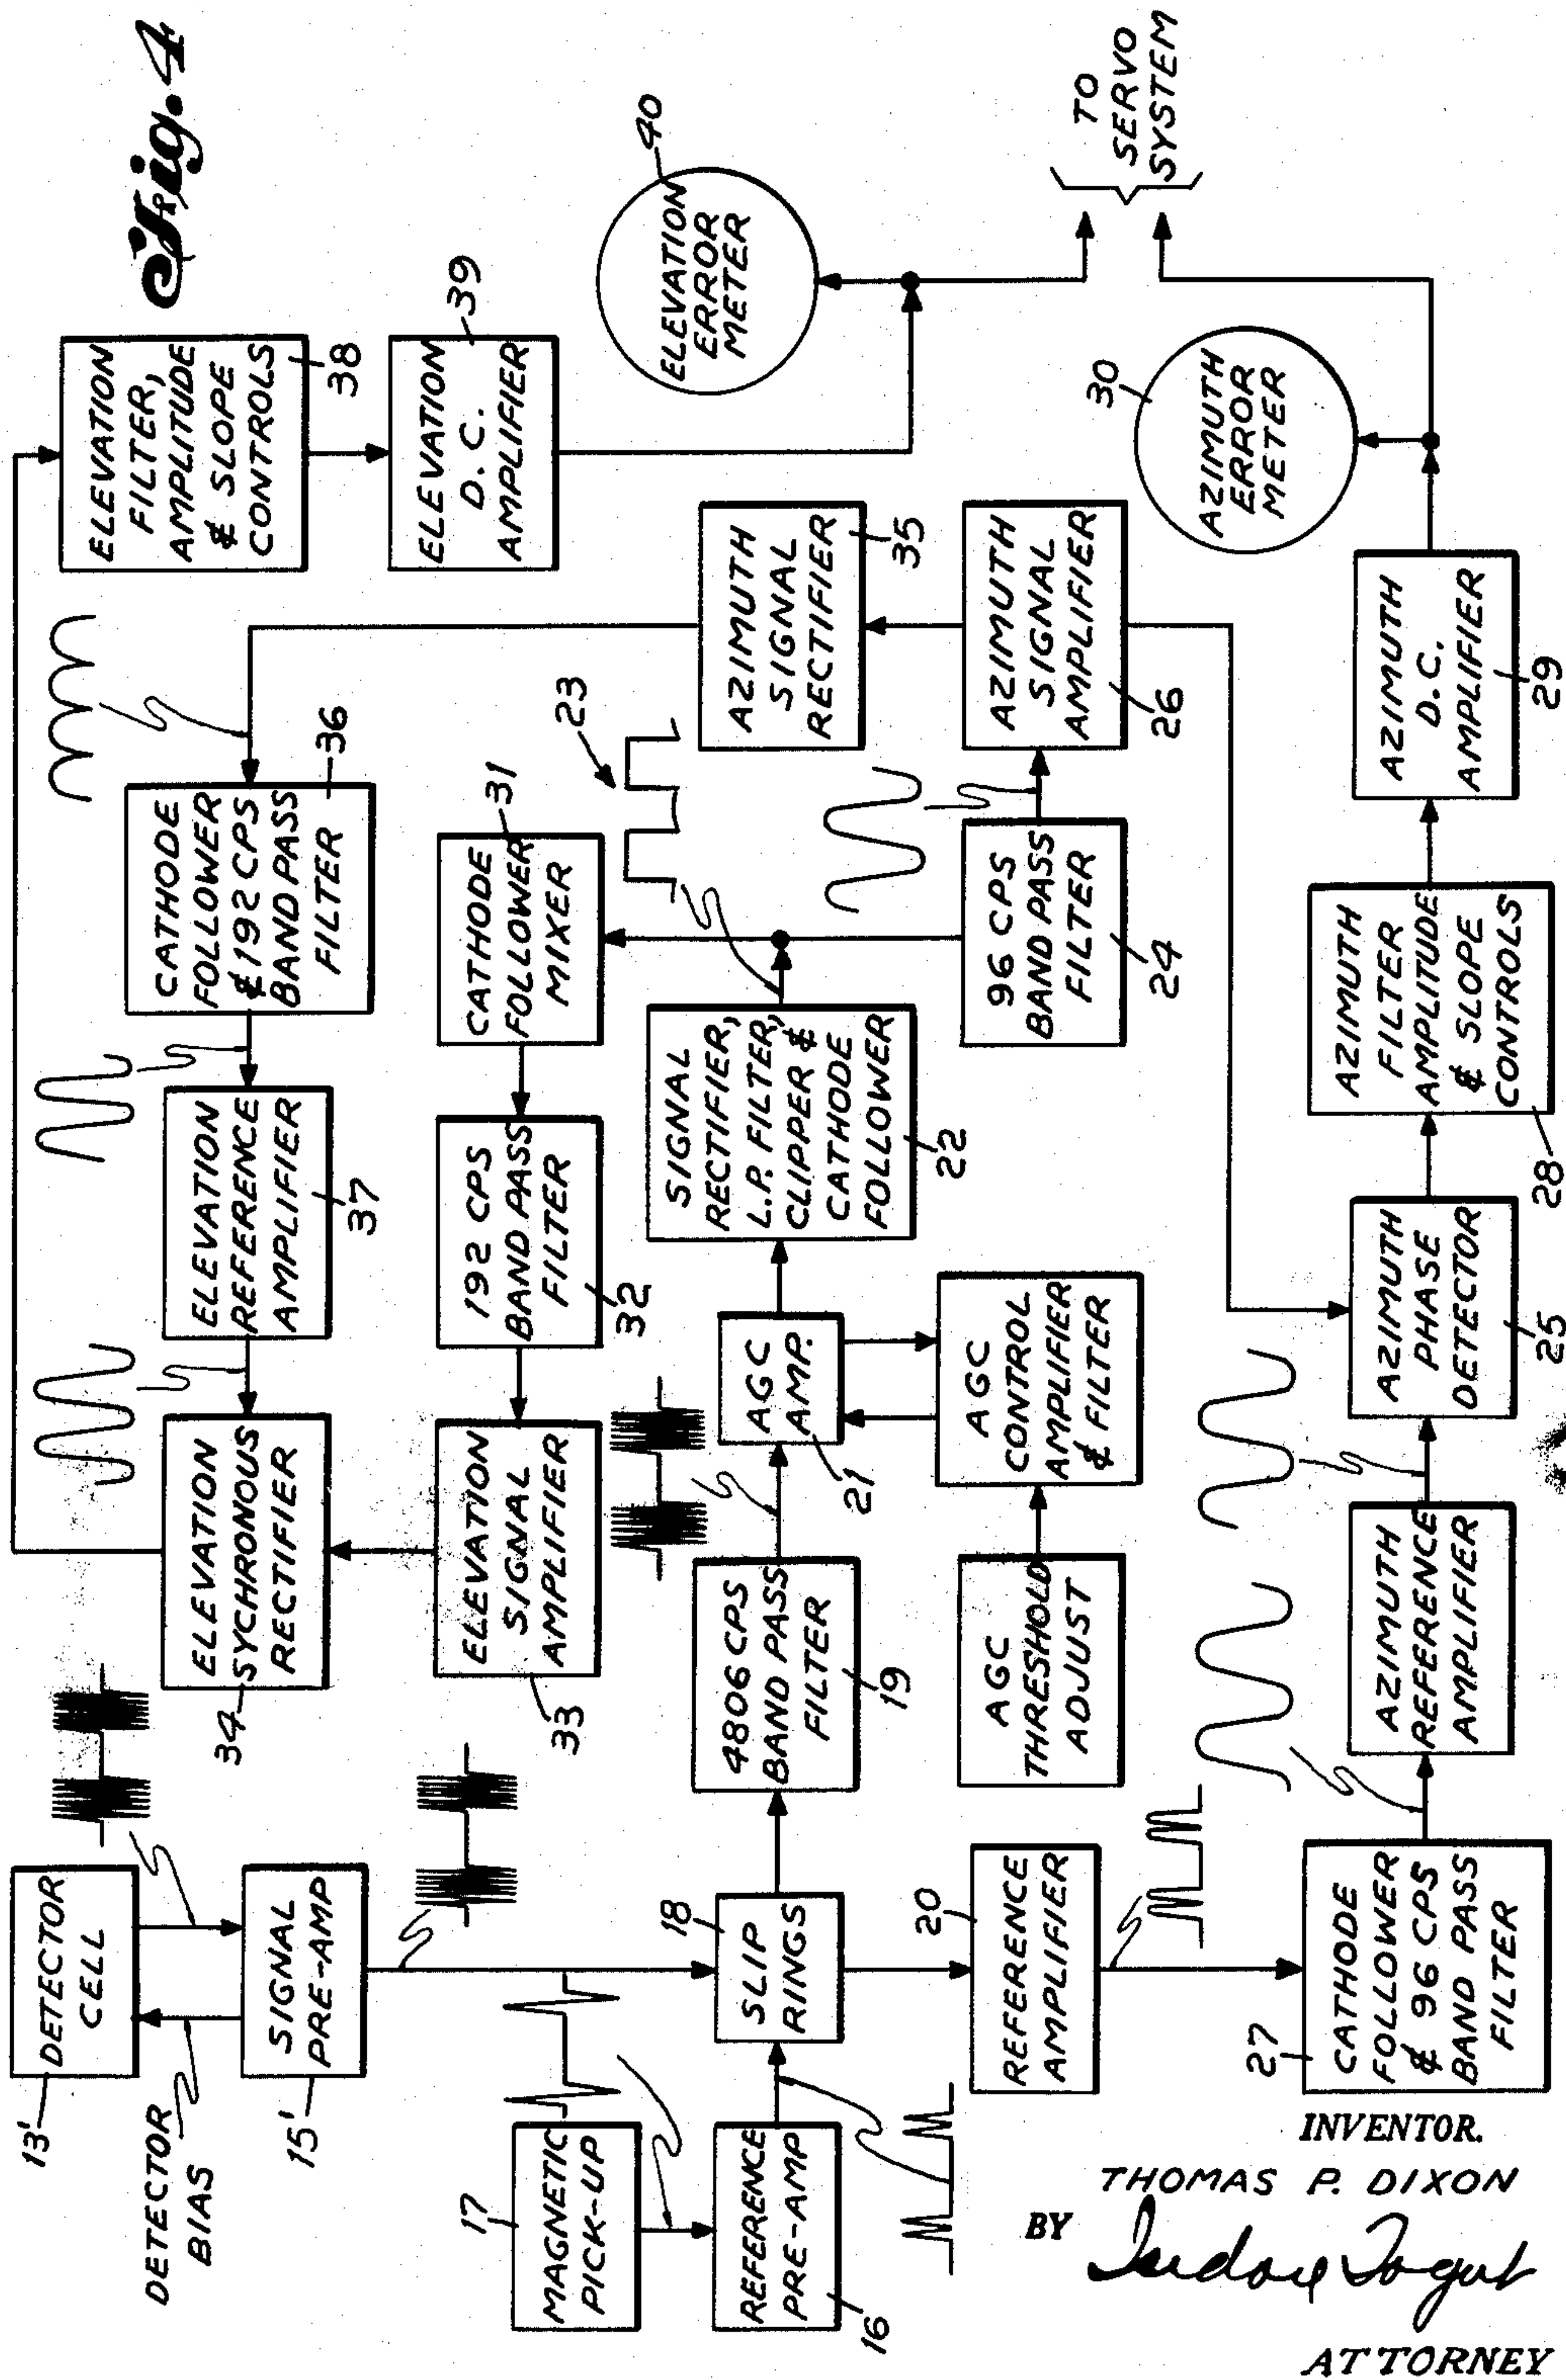 Fig. 4
13'
DETECTOR
CELL
DETECTOR
BIAS
15'
SIGNAL
PRE-AMP
17
MAGNETIC
PICK-UP
REFERENCE
PRE-AMP
16
18
SLIP
RINGS
20
REFERENCE
AMPLIFIER
27
CATHODE
FOLLOWER
& 96 CPS
BAND PASS
FILTER
34
ELEVATION
SYCHRONOUS
RECTIFIER
ELEVATION
SIGNAL
AMPLIFIER
33
4806 CPS
BAND PASS
FILTER
19
AGC
THRESHOLD
ADJUST
AZIMUTH
REFERENCE
AMPLIFIER
ELEVATION
REFERENCE
AMPLIFIER
37
192 CPS
BAND PASS
FILTER
32
AGC
AMP.
21
AGC
CONTROL
AMPLIFIER
& FILTER
AZIMUTH
PHASE
DETECTOR
25
CATHODE
FOLLOWER
& 192 CPS
BAND PASS
FILTER
36
CATHODE
FOLLOWER
MIXER
31
23
SIGNAL
RECTIFIER,
L.P. FILTER,
CLIPPER &
CATHODE
FOLLOWER
22
96 CPS
BAND PASS
FILTER
24
AZIMUTH
FILTER
AMPLITUDE
& SLOPE
CONTROLS
28
ELEVATION
FILTER,
AMPLITUDE
& SLOPE
CONTROLS
38
ELEVATION
D.C.
AMPLIFIER
39
AZIMUTH
SIGNAL
RECTIFIER
35
AZIMUTH
SIGNAL
AMPLIFIER
26
AZIMUTH
D.C.
AMPLIFIER
29
ELEVATION
ERROR
METER
40
AZIMUTH
ERROR
METER
30
TO
SERVO
SYSTEM
INVENTOR.
THOMAS P. DIXON
BY
ATTORNEY